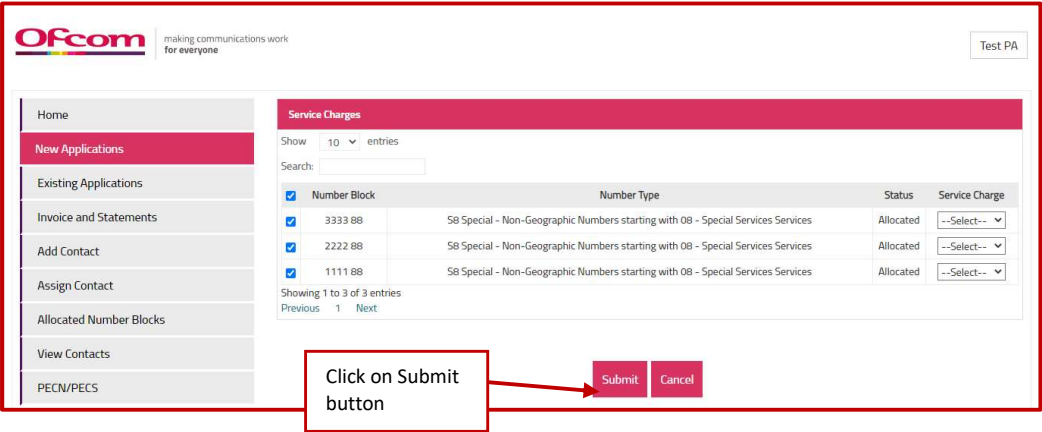 Ofcom
making communications work
for everyone
Test PA
Home
New Applications
Existing Applications
Invoice and Statements
Add Contact
Assign Contact
Allocated Number Blocks
View Contacts
PECN/PECS
Service Charges
Show 10 entries
Search:
Number Block Number Type Status Service Charge
3333 88 S8 Special - Non-Geographic Numbers starting with 08 - Special Services Services Allocated --Select--
2222 88 S8 Special - Non-Geographic Numbers starting with 08 - Special Services Services Allocated --Select--
1111 88 S8 Special - Non-Geographic Numbers starting with 08 - Special Services Services Allocated --Select--
Showing 1 to 3 of 3 entries
Previous 1 Next
Click on Submit
button
Submit Cancel